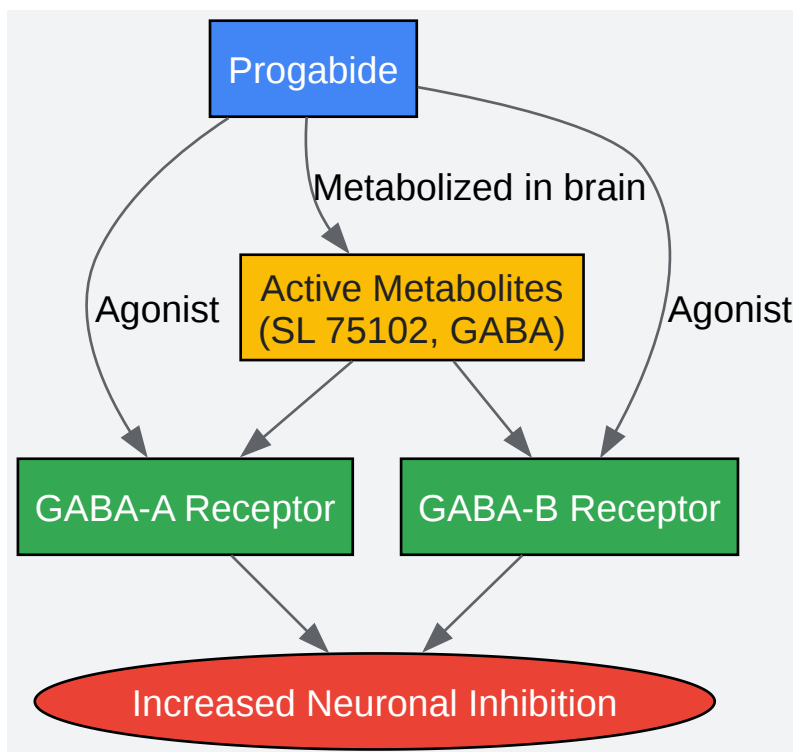 Progabide
Metabolized in brain
Active Metabolites
(SL 75102, GABA)
Agonist
Agonist
GABA-A Receptor
GABA-B Receptor
Increased Neuronal Inhibition